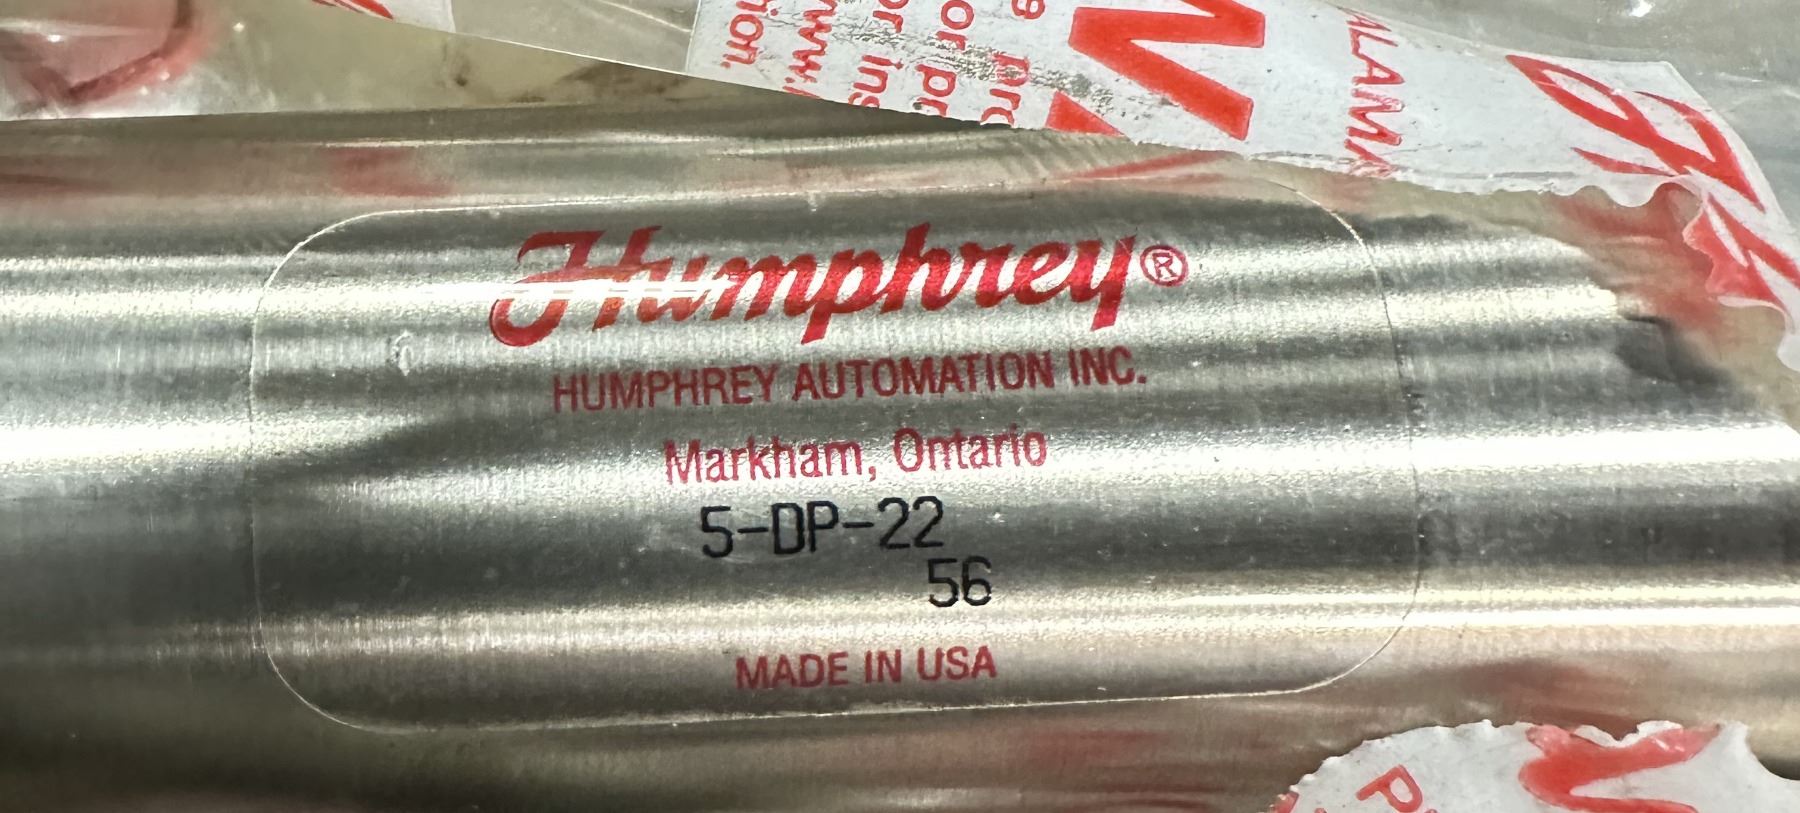 Humphrey®
HUMPHREY AUTOMATION INC.
Markham, Ontario
5-DP-22
56
MADE IN USA